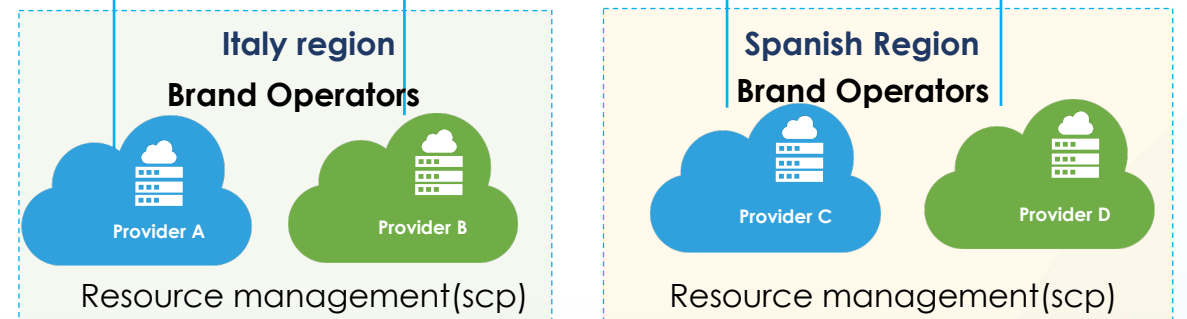 Italy region
Brand Operators
Provider A
Provider B
Resource management(scp)
Spanish Region
Brand Operators
Provider C
Provider D
Resource management(scp)